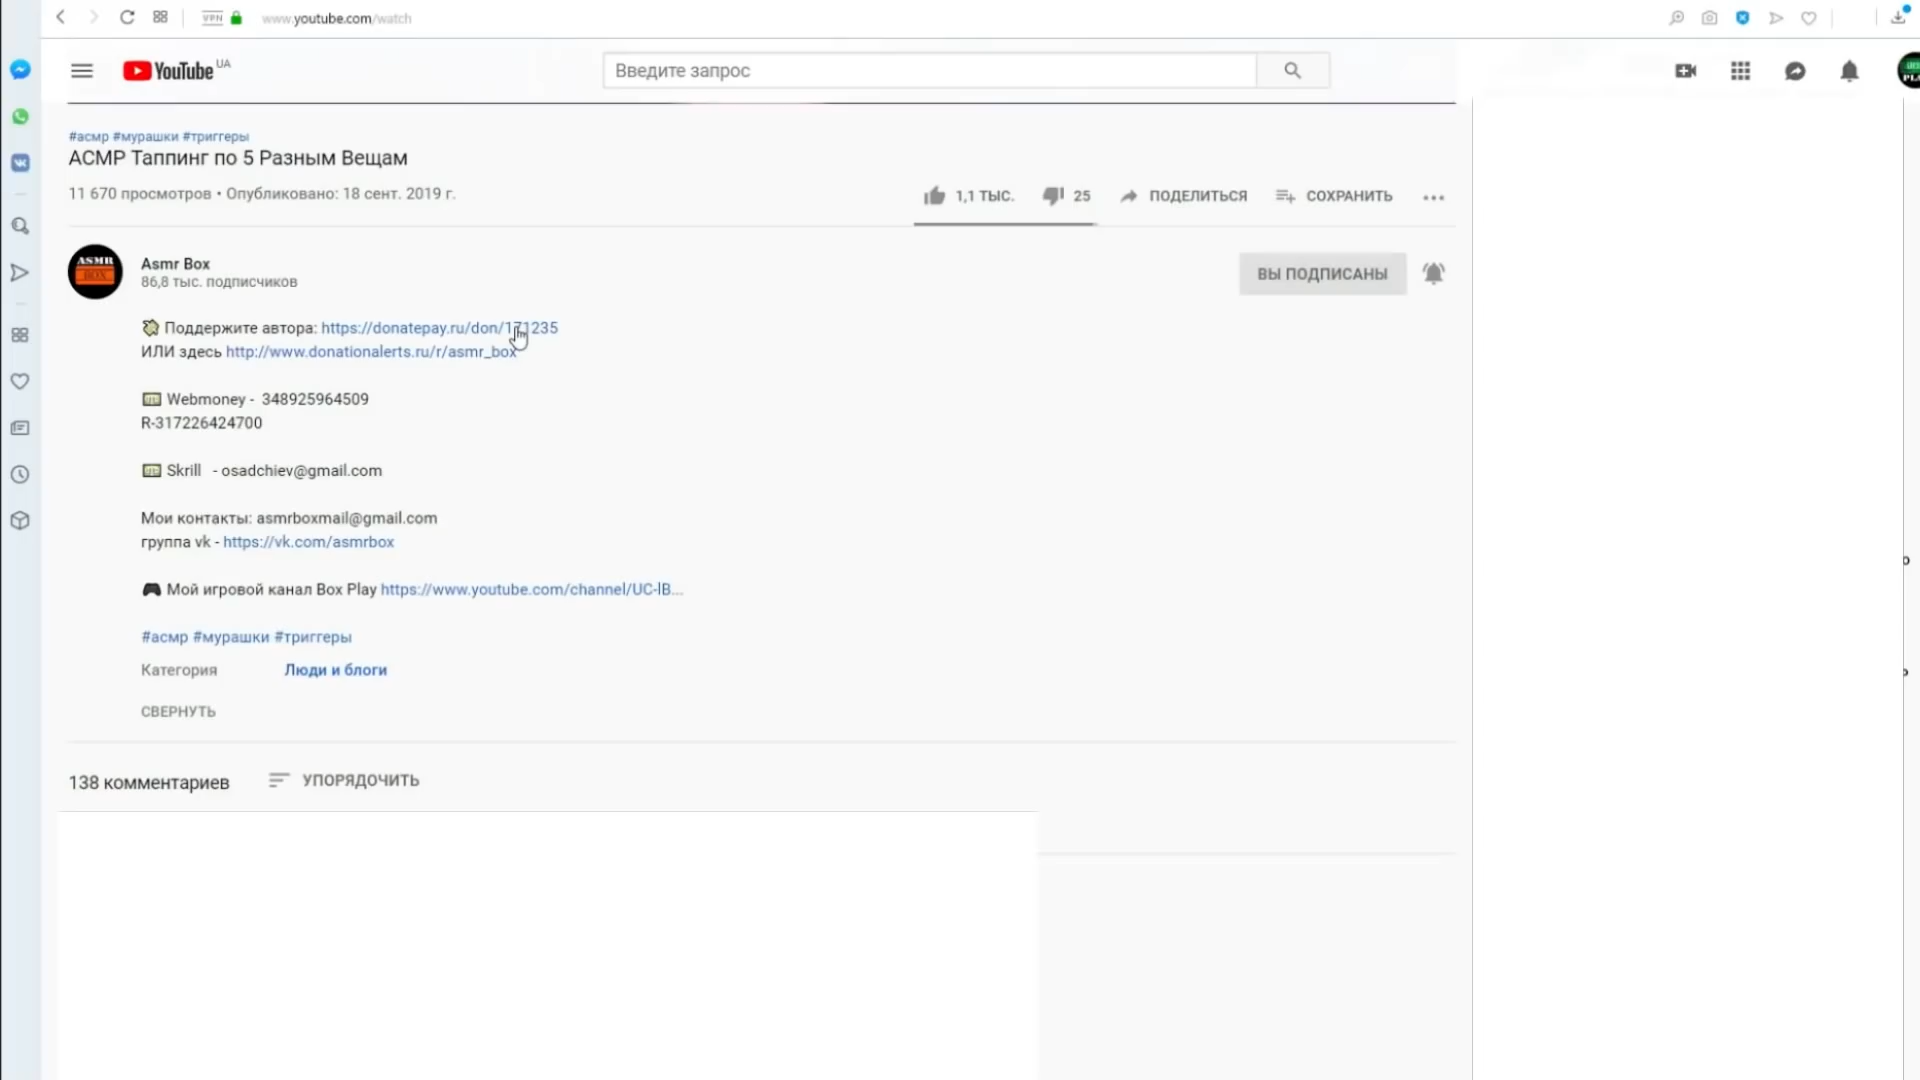 VPN www.youtube.com/watch
YouTube UA
Введите запрос
#асмр #мурашки #триггеры
АСМР Таппинг по 5 Разным Вещам
11 670 просмотров • Опубликовано: 18 сент. 2019 г.
1,1 ТЫС. 25 ПОДЕЛИТЬСЯ СОХРАНИТЬ
ASMR BOX
Asmr Box
86,8 тыс. подписчиков
ВЫ ПОДПИСАНЫ
Поддержите автора: https://donatepay.ru/don/171235
ИЛИ здесь http://www.donationalerts.ru/r/asmr_box
Webmoney - 348925964509
R-317226424700
Skrill - osadchiev@gmail.com
Мои контакты: asmrboxmail@gmail.com
группа vk - https://vk.com/asmrbox
Мой игровой канал Box Play https://www.youtube.com/channel/UC-lB...
#асмр #мурашки #триггеры
Категория Люди и блоги
СВЕРНУТЬ
138 комментариев УПОРЯДОЧИТЬ